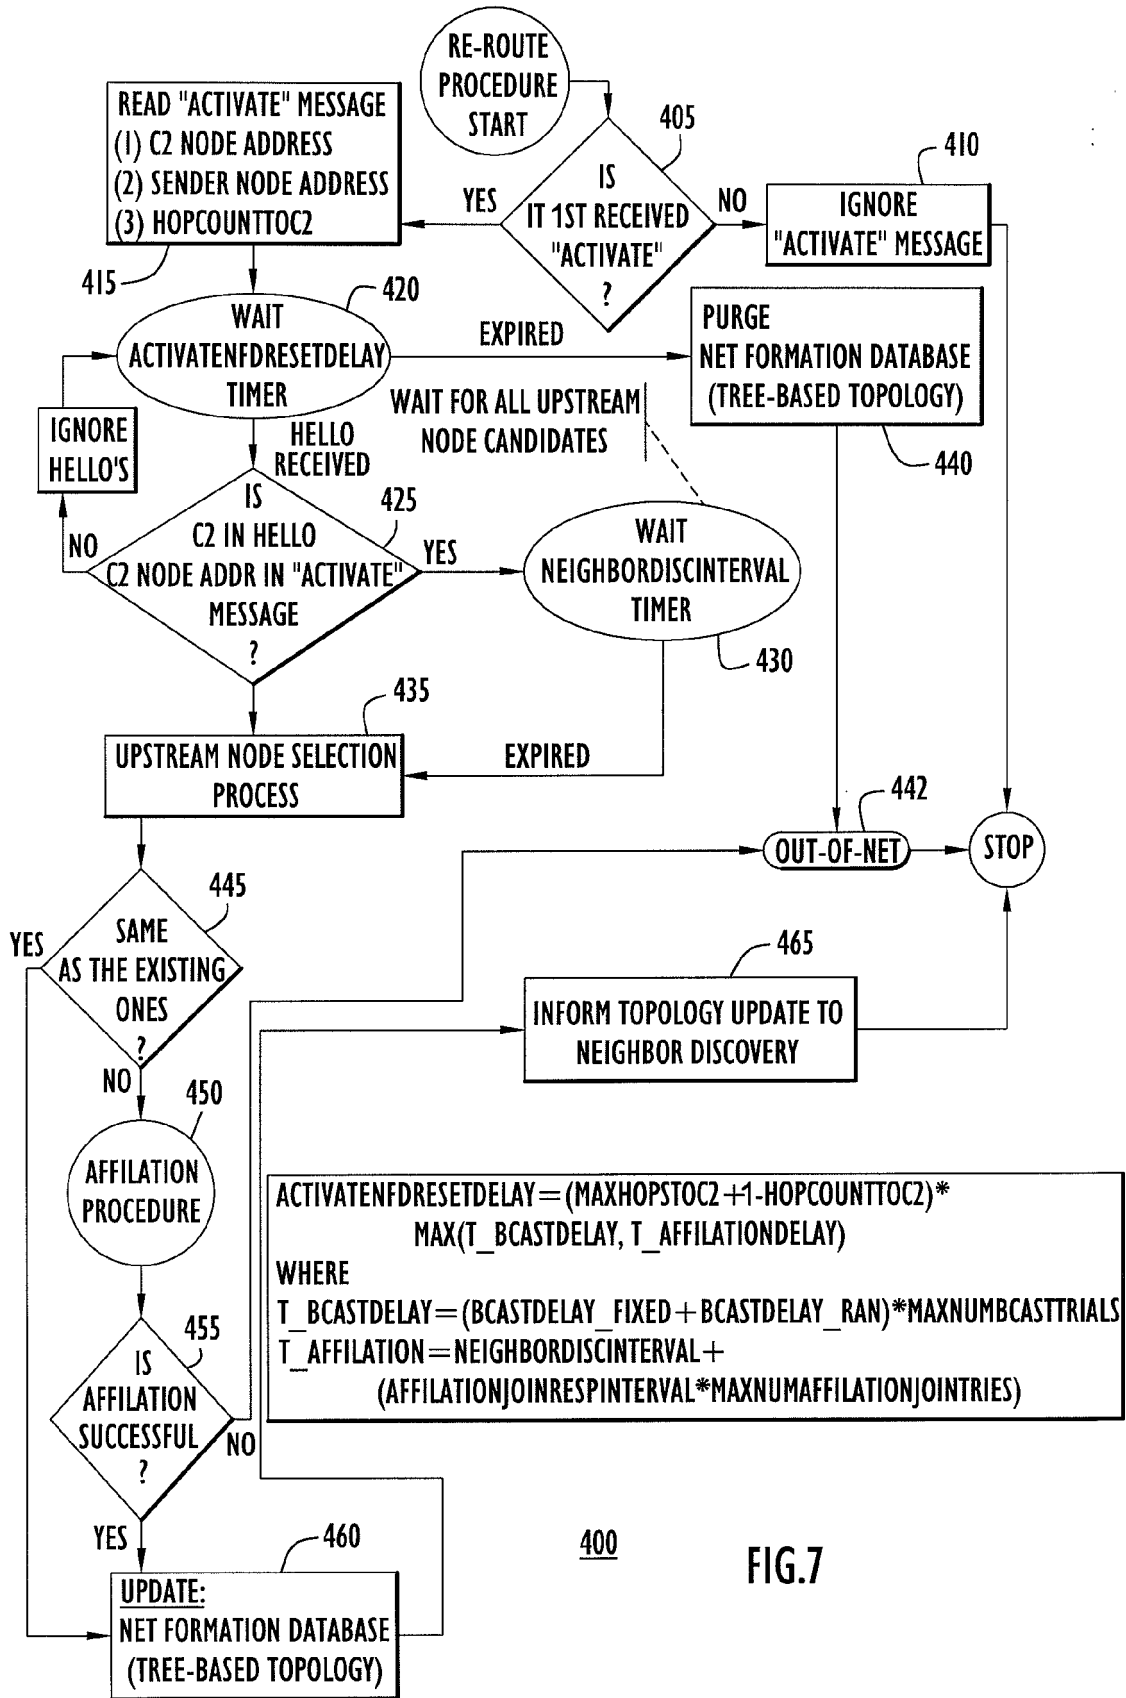 RE-ROUTE
PROCEDURE
START
READ "ACTIVATE" MESSAGE
(1) C2 NODE ADDRESS
(2) SENDER NODE ADDRESS
(3) HOPCOUNTTOC2
415
405
IS
IT 1ST RECEIVED
"ACTIVATE"
?
YES
NO
410
IGNORE
"ACTIVATE" MESSAGE
420
WAIT
ACTIVATENFDRESETDELAY
TIMER
EXPIRED
PURGE
NET FORMATION DATABASE
(TREE-BASED TOPOLOGY)
440
IGNORE
HELLO'S
HELLO
RECEIVED
WAIT FOR ALL UPSTREAM
NODE CANDIDATES
NO
IS
C2 IN HELLO
C2 NODE ADDR IN "ACTIVATE"
MESSAGE
?
425
YES
WAIT
NEIGHBORDISCINTERVAL
TIMER
430
435
UPSTREAM NODE SELECTION
PROCESS
EXPIRED
442
OUT-OF-NET
STOP
445
YES
SAME
AS THE EXISTING
ONES
?
NO
465
INFORM TOPOLOGY UPDATE TO
NEIGHBOR DISCOVERY
450
AFFILATION
PROCEDURE
ACTIVATENFDRESETDELAY=(MAXHOPSTOC2+1-HOPCOUNTTOC2)*
MAX(T_BCASTDELAY, T_AFFILATIONDELAY)
WHERE
T_BCASTDELAY=(BCASTDELAY_FIXED+BCASTDELAY_RAN)*MAXNUMBCASTTRIALS
T_AFFILATION=NEIGHBORDISCINTERVAL+
(AFFILATIONJOINRESPINTERVAL*MAXNUMAFFILATIONJOINTRIES)
455
IS
AFFILATION
SUCCESSFUL
?
NO
YES
460
UPDATE:
NET FORMATION DATABASE
(TREE-BASED TOPOLOGY)
400
FIG.7